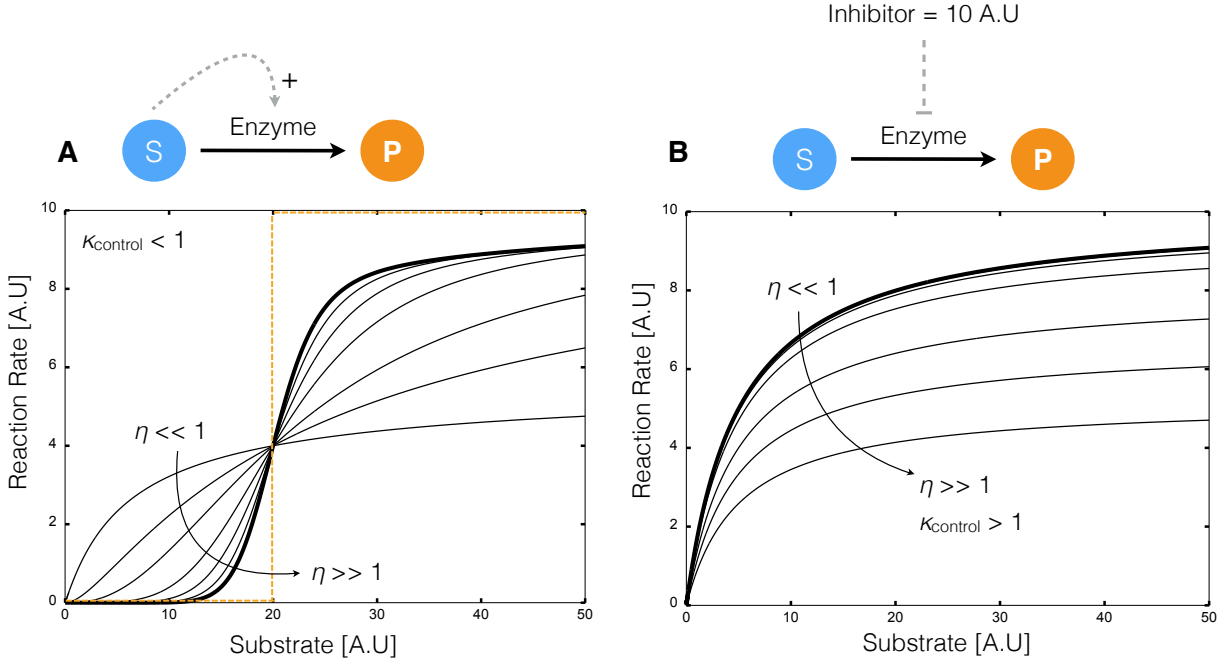 Inhibitor = 10 A.U
+
Enzyme
S
P
A
Enzyme
S
P
B
10
8
6
4
2
0
0
10
20
30
40
50
Reaction Rate [A.U]
Substrate [A.U]
κcontrol < 1
η << 1
η >> 1
10
8
6
4
2
0
0
10
20
30
40
50
Reaction Rate [A.U]
Substrate [A.U]
η << 1
η >> 1
κcontrol > 1